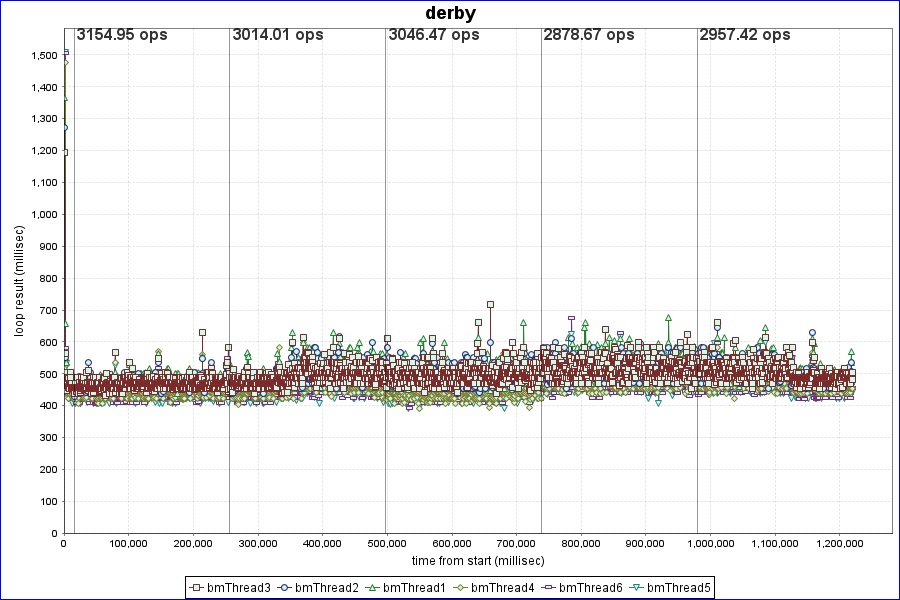 derby
3154.95 ops 3014.01 ops 3046.47 ops 2878.67 ops 2957.42 ops
loop result (millisec)
1,500
1,400
1,300
1,200
1,100
1,000
900
800
700
600
500
400
300
200
100
0
0 100,000 200,000 300,000 400,000 500,000 600,000 700,000 800,000 900,000 1,000,000 1,100,000 1,200,000
time from start (millisec)
bmThread3 bmThread2 bmThread1 bmThread4 bmThread6 bmThread5